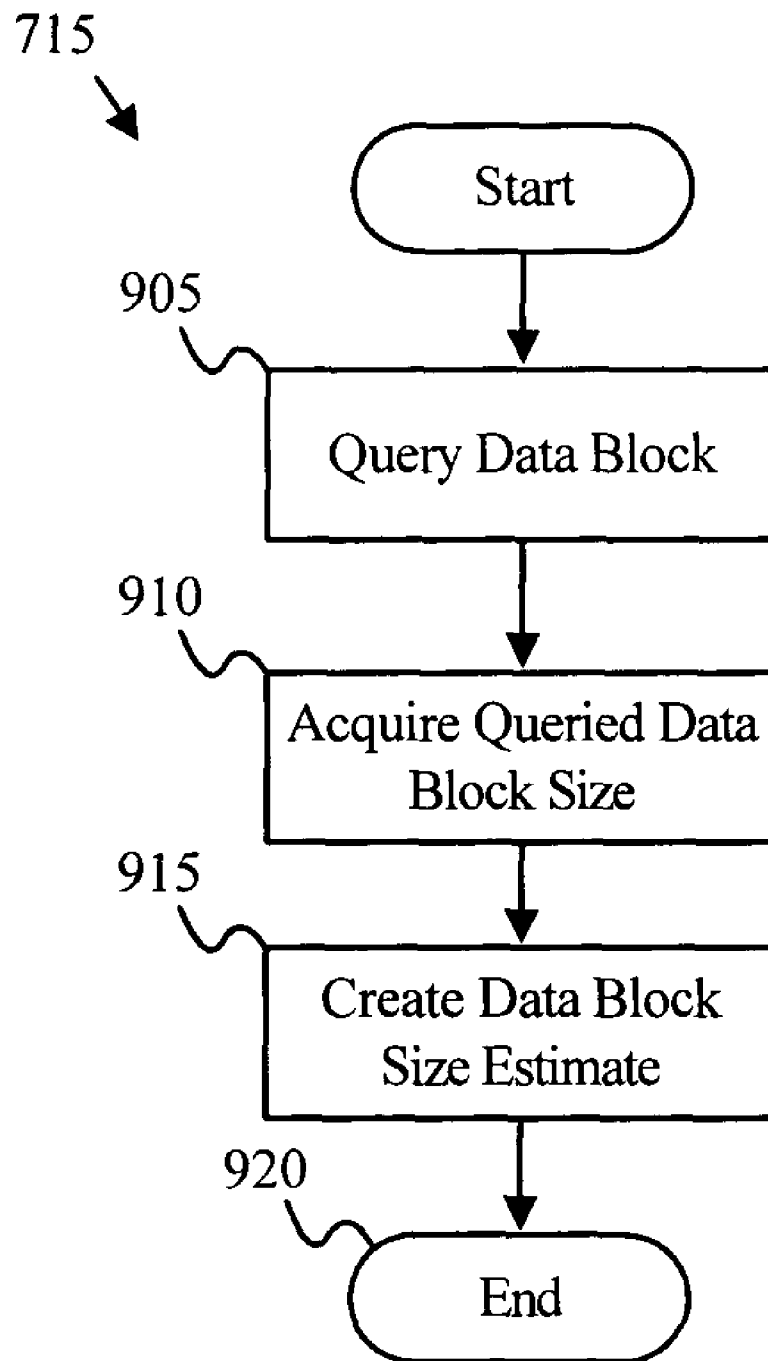 715
Start
905
Query Data Block
910
Acquire Queried Data
Block Size
915
Create Data Block
Size Estimate
920
End